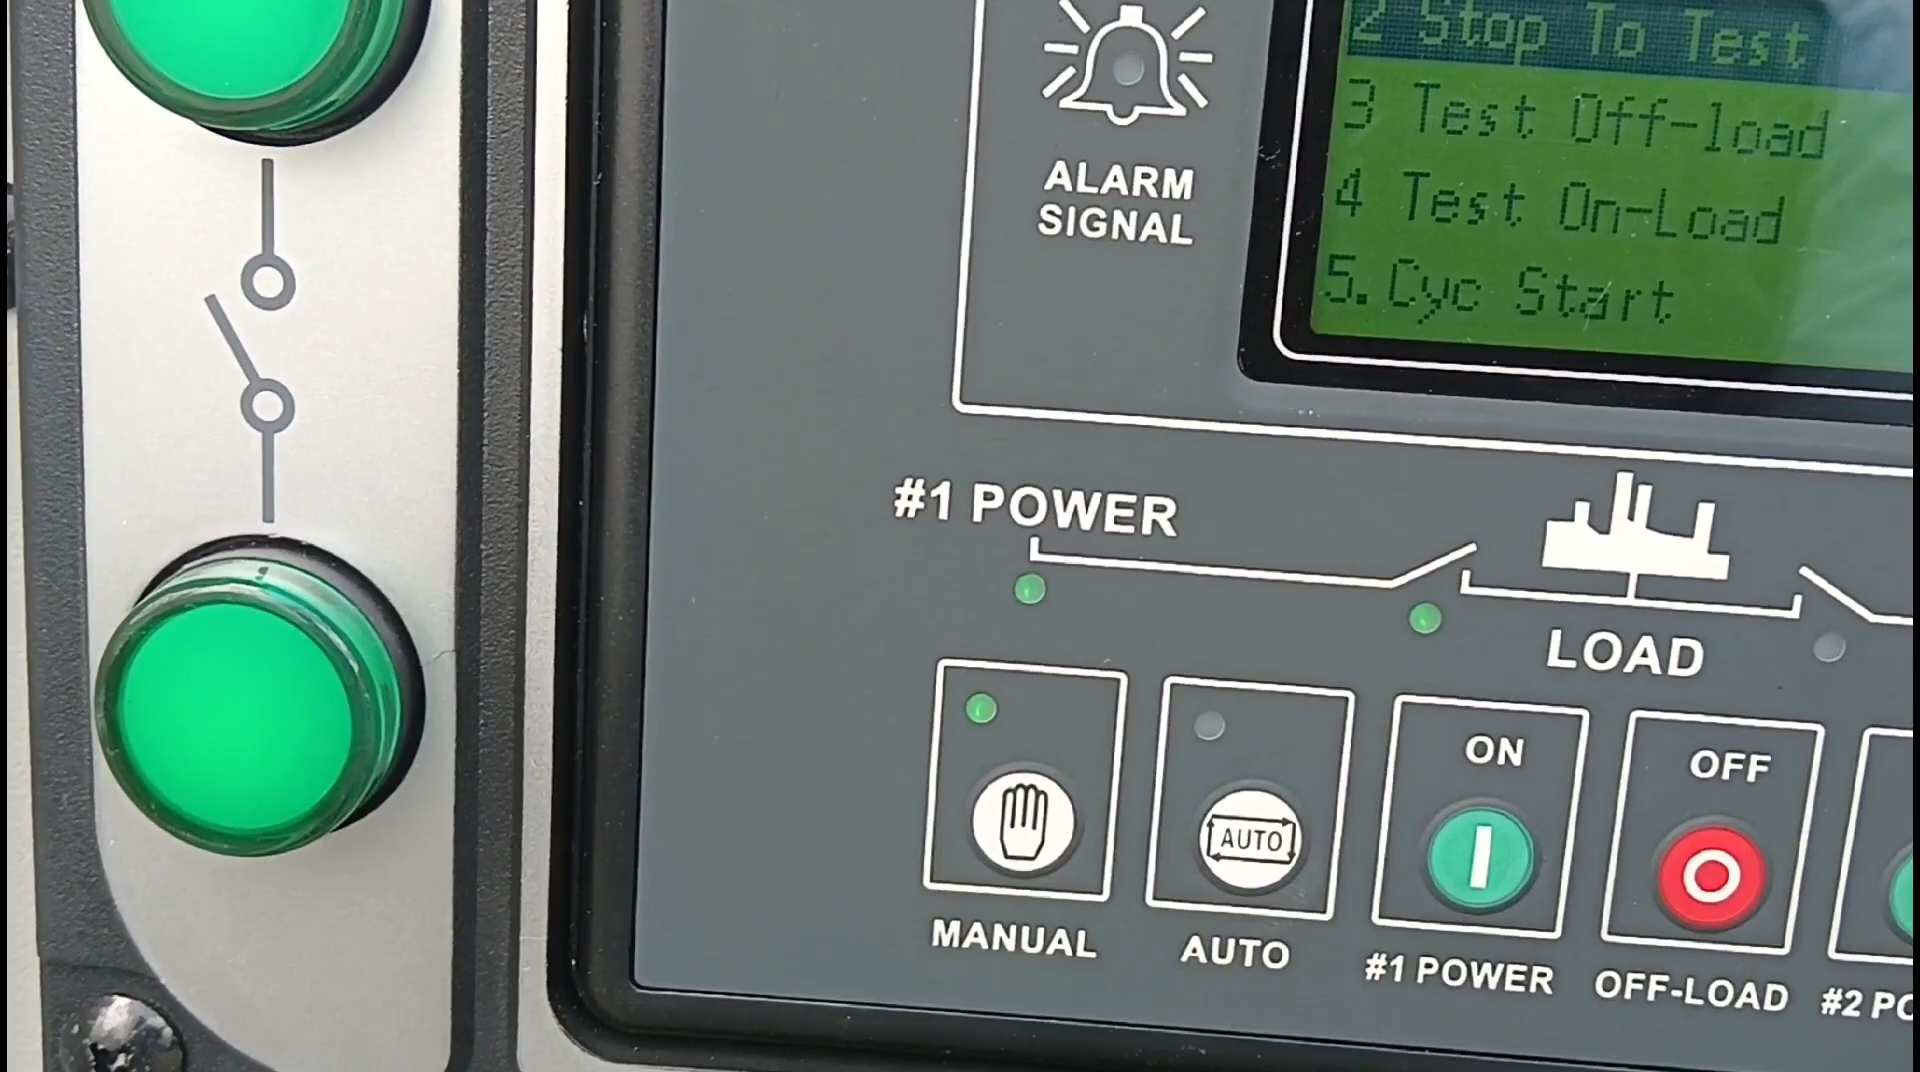 2 Stop To Test
3 Test Off-load
4 Test On-Load
5.Cyc Start
ALARM
SIGNAL
#1 POWER
LOAD
ON
OFF
AUTO
MANUAL
AUTO
#1 POWER
OFF-LOAD
#2